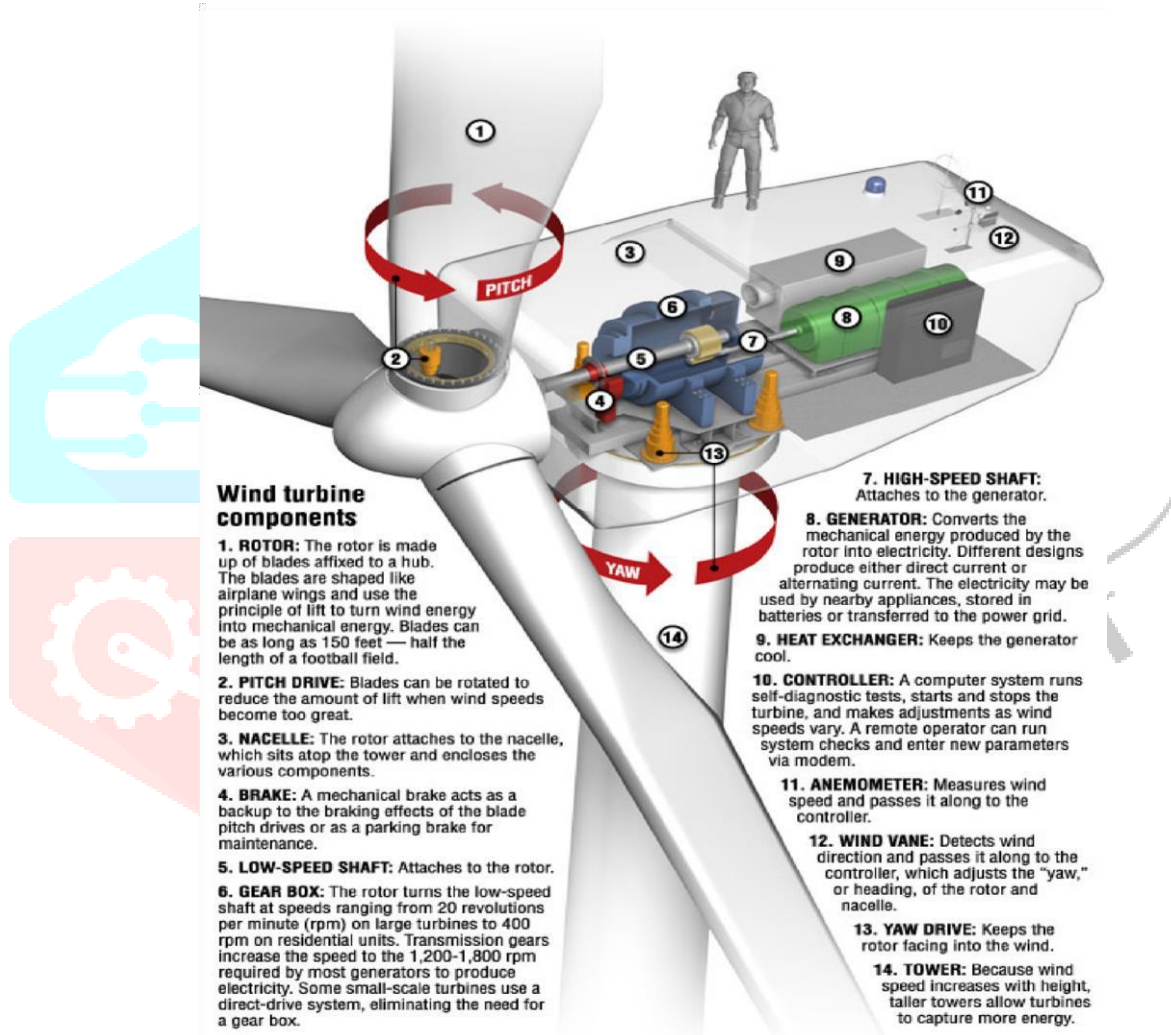 1
PITCH
2
3
4
5
6
7
8
9
10
11
12
13
YAW
14
Wind turbine
components
1. ROTOR: The rotor is made
up of blades affixed to a hub.
The blades are shaped like
airplane wings and use the
principle of lift to turn wind energy
into mechanical energy. Blades can
be as long as 150 feet — half the
length of a football field.
2. PITCH DRIVE: Blades can be rotated to
reduce the amount of lift when wind speeds
become too great.
3. NACELLE: The rotor attaches to the nacelle,
which sits atop the tower and encloses the
various components.
4. BRAKE: A mechanical brake acts as a
backup to the braking effects of the blade
pitch drives or as a parking brake for
maintenance.
5. LOW-SPEED SHAFT: Attaches to the rotor.
6. GEAR BOX: The rotor turns the low-speed
shaft at speeds ranging from 20 revolutions
per minute (rpm) on large turbines to 400
rpm on residential units. Transmission gears
increase the speed to the 1,200-1,800 rpm
required by most generators to produce
electricity. Some small-scale turbines use a
direct-drive system, eliminating the need for
a gear box.
7. HIGH-SPEED SHAFT:
Attaches to the generator.
8. GENERATOR: Converts the
mechanical energy produced by the
rotor into electricity. Different designs
produce either direct current or
alternating current. The electricity may be
used by nearby appliances, stored in
batteries or transferred to the power grid.
9. HEAT EXCHANGER: Keeps the generator
cool.
10. CONTROLLER: A computer system runs
self-diagnostic tests, starts and stops the
turbine, and makes adjustments as wind
speeds vary. A remote operator can run
system checks and enter new parameters
via modem.
11. ANEMOMETER: Measures wind
speed and passes it along to the
controller.
12. WIND VANE: Detects wind
direction and passes it along to the
controller, which adjusts the “yaw,”
or heading, of the rotor and
nacelle.
13. YAW DRIVE: Keeps the
rotor facing into the wind.
14. TOWER: Because wind
speed increases with height,
taller towers allow turbines
to capture more energy.